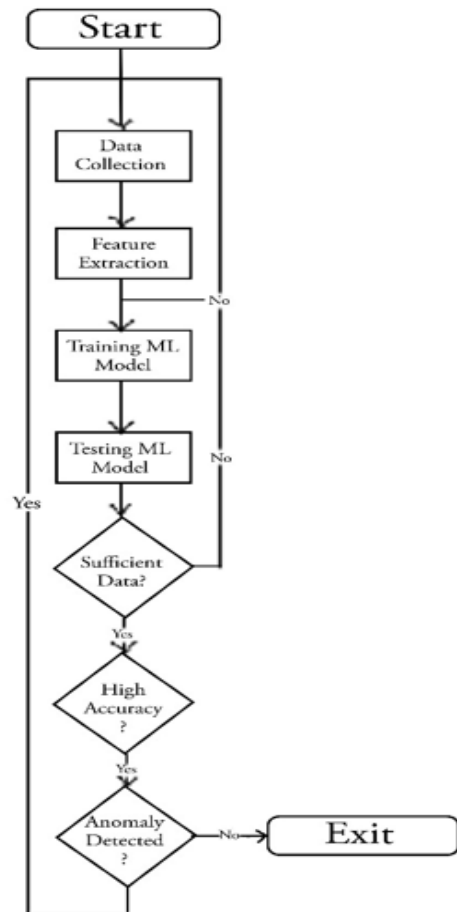 Start
Data
Collection
Feature
Extraction
No
Training ML
Model
Testing ML
Model
No
Yes
Sufficient
Data?
Yes
High
Accuracy
?
Yes
Anomaly
Detected
?
No
Exit